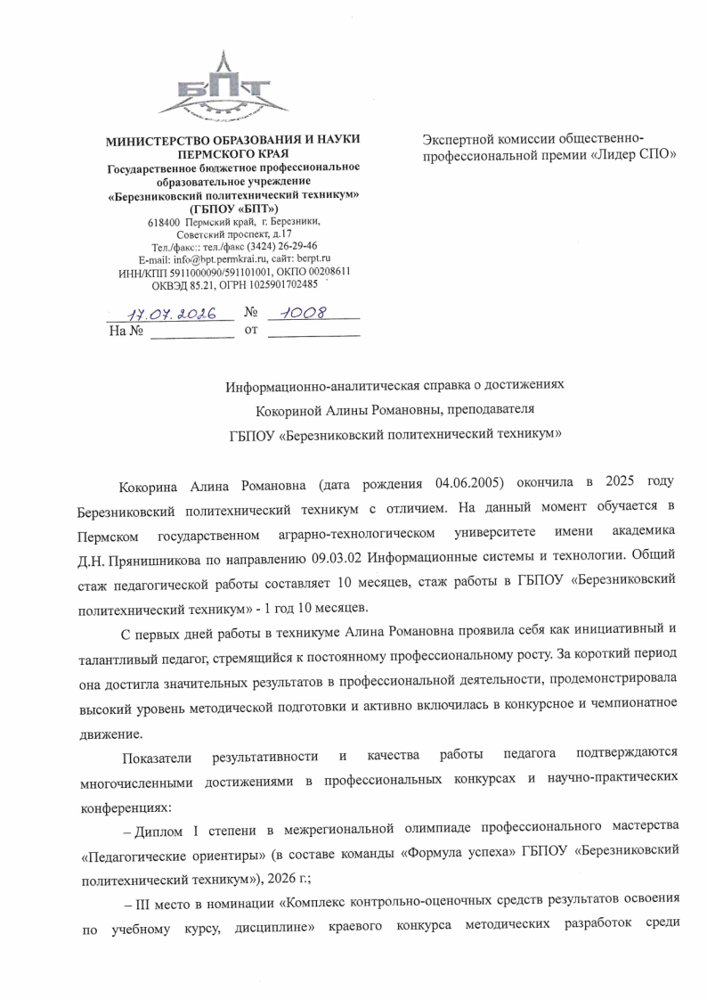 БПТ
МИНИСТЕРСТВО ОБРАЗОВАНИЯ И НАУКИ
ПЕРМСКОГО КРАЯ
Государственное бюджетное профессиональное
образовательное учреждение
«Березниковский политехнический техникум»
(ГБПОУ «БПТ»)
618400 Пермский край, г. Березники,
Советский проспект, д.17
Тел./факс:: тел./факс (3424) 26-29-46
E-mail: info@bpt.permkrai.ru, сайт: berpt.ru
ИНН/КПП 5911000090/591101001, ОКПО 00208611
ОКВЭД 85.21, ОГРН 1025901702485
17.07.2026 № 1008
На № ____________ от ____________
Экспертной комиссии общественно-
профессиональной премии «Лидер СПО»
Информационно-аналитическая справка о достижениях
Кокориной Алины Романовны, преподавателя
ГБПОУ «Березниковский политехнический техникум»
Кокорина Алина Романовна (дата рождения 04.06.2005) окончила в 2025 году
Березниковский политехнический техникум с отличием. На данный момент обучается в
Пермском государственном аграрно-технологическом университете имени академика
Д.Н. Прянишникова по направлению 09.03.02 Информационные системы и технологии. Общий
стаж педагогической работы составляет 10 месяцев, стаж работы в ГБПОУ «Березниковский
политехнический техникум» - 1 год 10 месяцев.
С первых дней работы в техникуме Алина Романовна проявила себя как инициативный и
талантливый педагог, стремящийся к постоянному профессиональному росту. За короткий период
она достигла значительных результатов в профессиональной деятельности, продемонстрировала
высокий уровень методической подготовки и активно включилась в конкурсное и чемпионатное
движение.
Показатели результативности и качества работы педагога подтверждаются
многочисленными достижениями в профессиональных конкурсах и научно-практических
конференциях:
– Диплом I степени в межрегиональной олимпиаде профессионального мастерства
«Педагогические ориентиры» (в составе команды «Формула успеха» ГБПОУ «Березниковский
политехнический техникум»), 2026 г.;
– III место в номинации «Комплекс контрольно-оценочных средств результатов освоения
по учебному курсу, дисциплине» краевого конкурса методических разработок среди